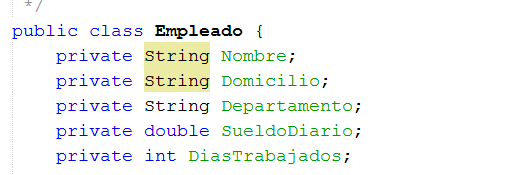 */
public class Empleado {
private String Nombre;
private String Domicilio;
private String Departamento;
private double SueldoDiario;
private int DiasTrabajados;